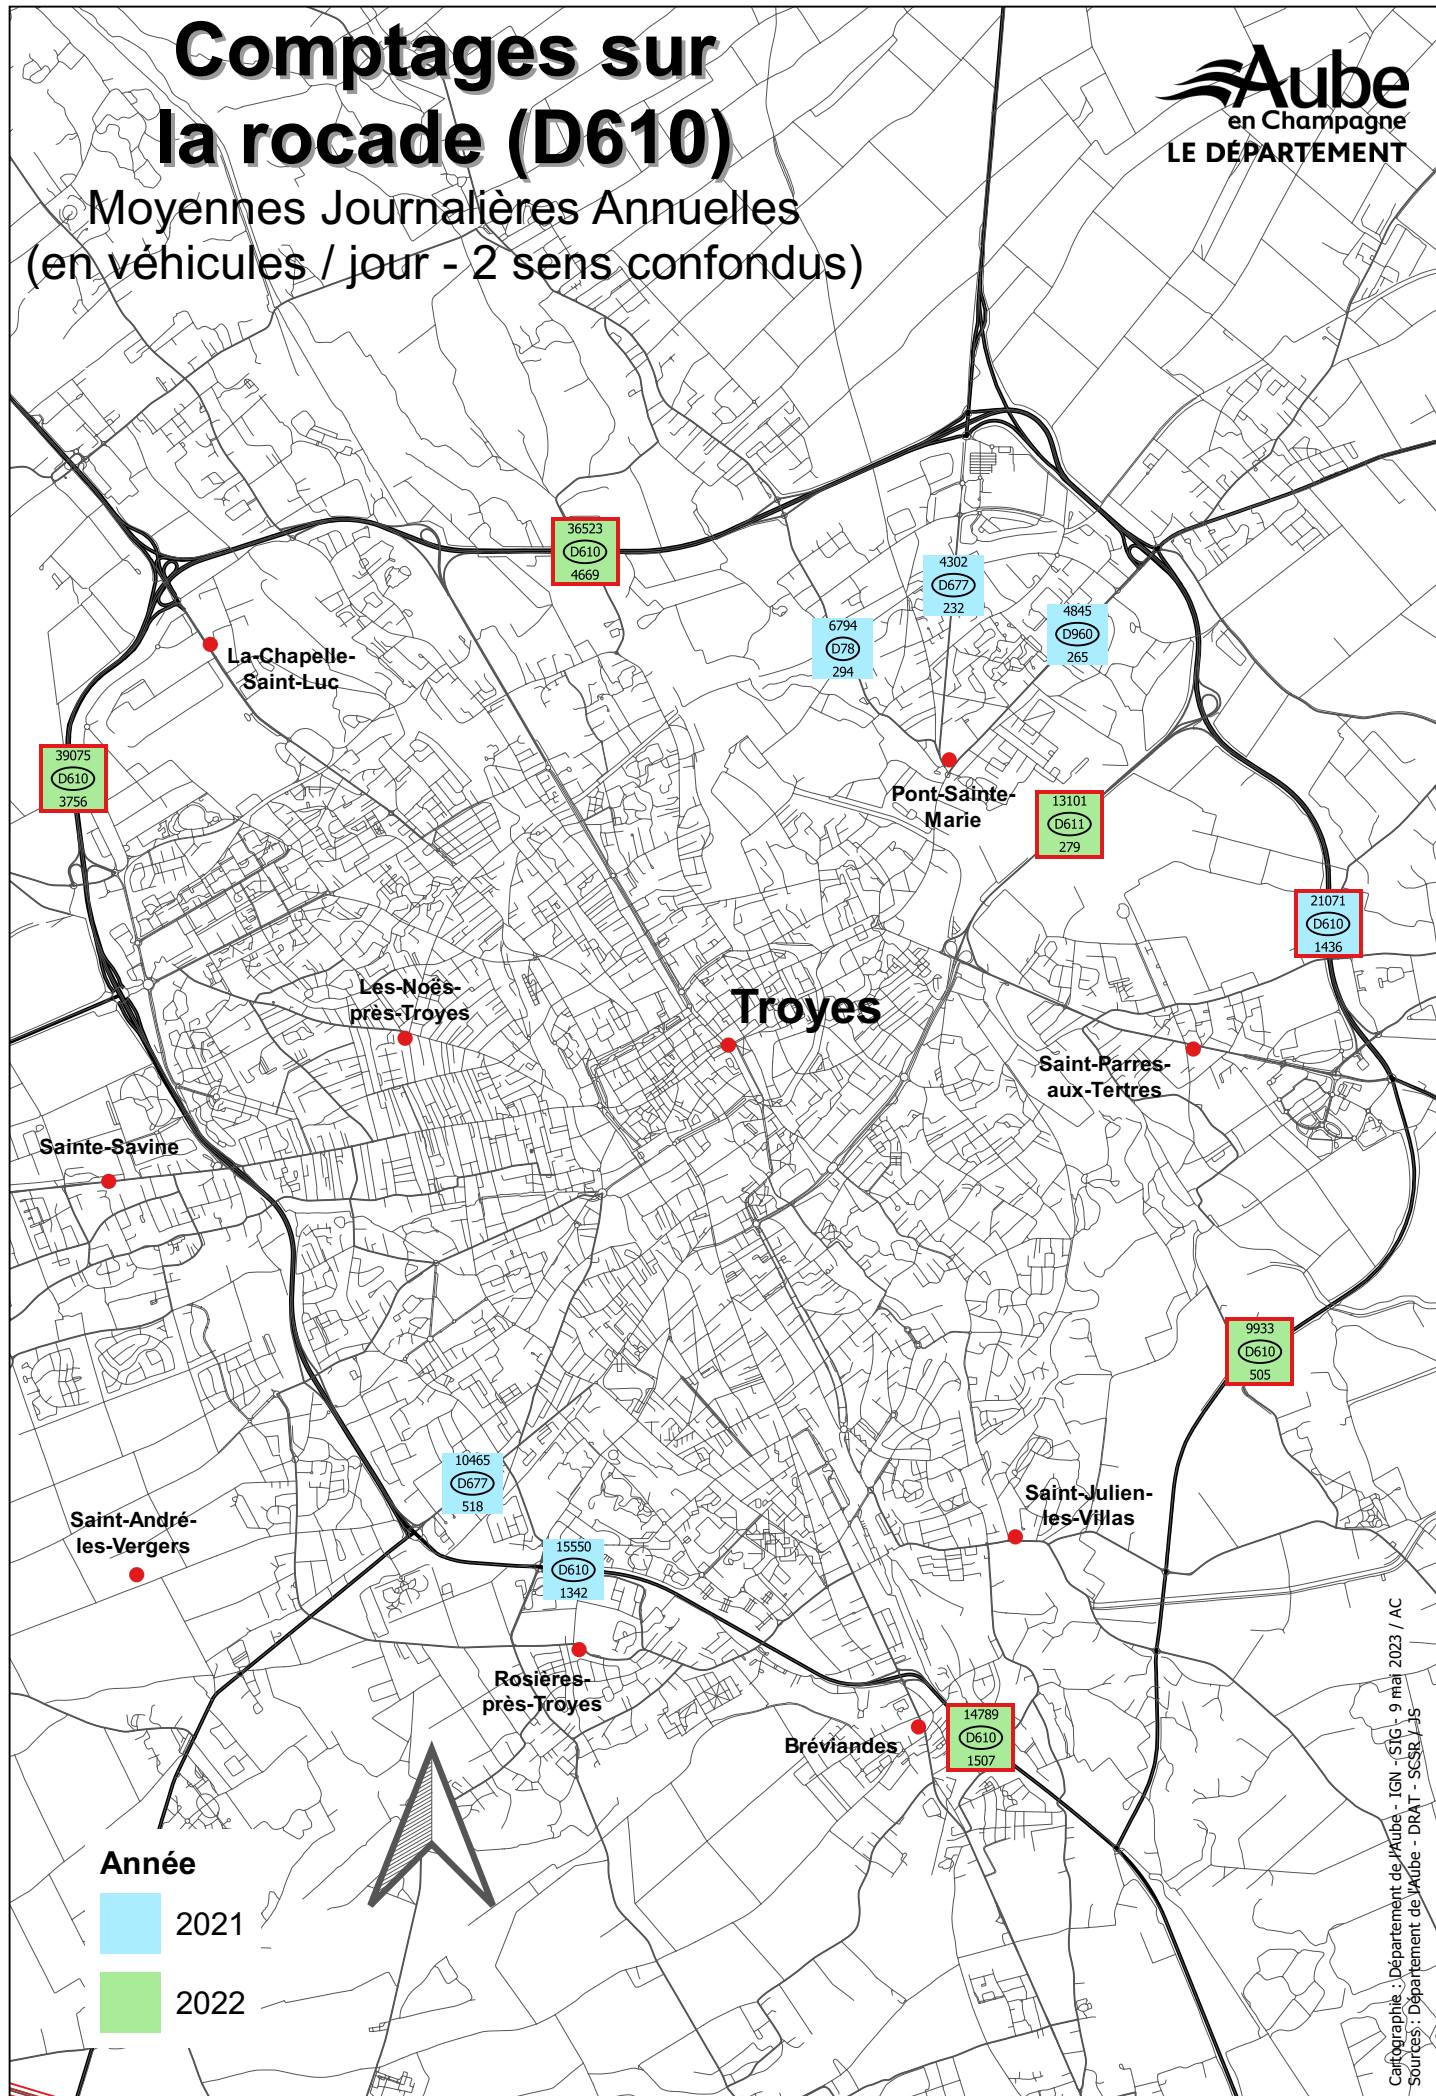 Comptages sur
la rocade (D610)
Moyennes Journalières Annuelles
(en véhicules / jour - 2 sens confondus)
Aube
en Champagne
LE DÉPARTEMENT
36523
D610
4669
4302
D677
232
4845
D960
265
6794
D78
294
La-Chapelle-
Saint-Luc
39075
D610
3756
Pont-Sainte-
Marie
13101
D611
279
21071
D610
1436
Les-Noës-
près-Troyes
Troyes
Saint-Parres-
aux-Tertres
Sainte-Savine
9933
D610
505
10465
D677
518
Saint-André-
les-Vergers
Saint-Julien-
les-Villas
15550
D610
1342
Rosières-
près-Troyes
Bréviandes
14789
D610
1507
Année
2021
2022
Cartographie : Département de l'Aube - IGN - SIG - 9 mai 2023 / AC
Sources : Département de l'Aube - DRAT - SCSR / JS